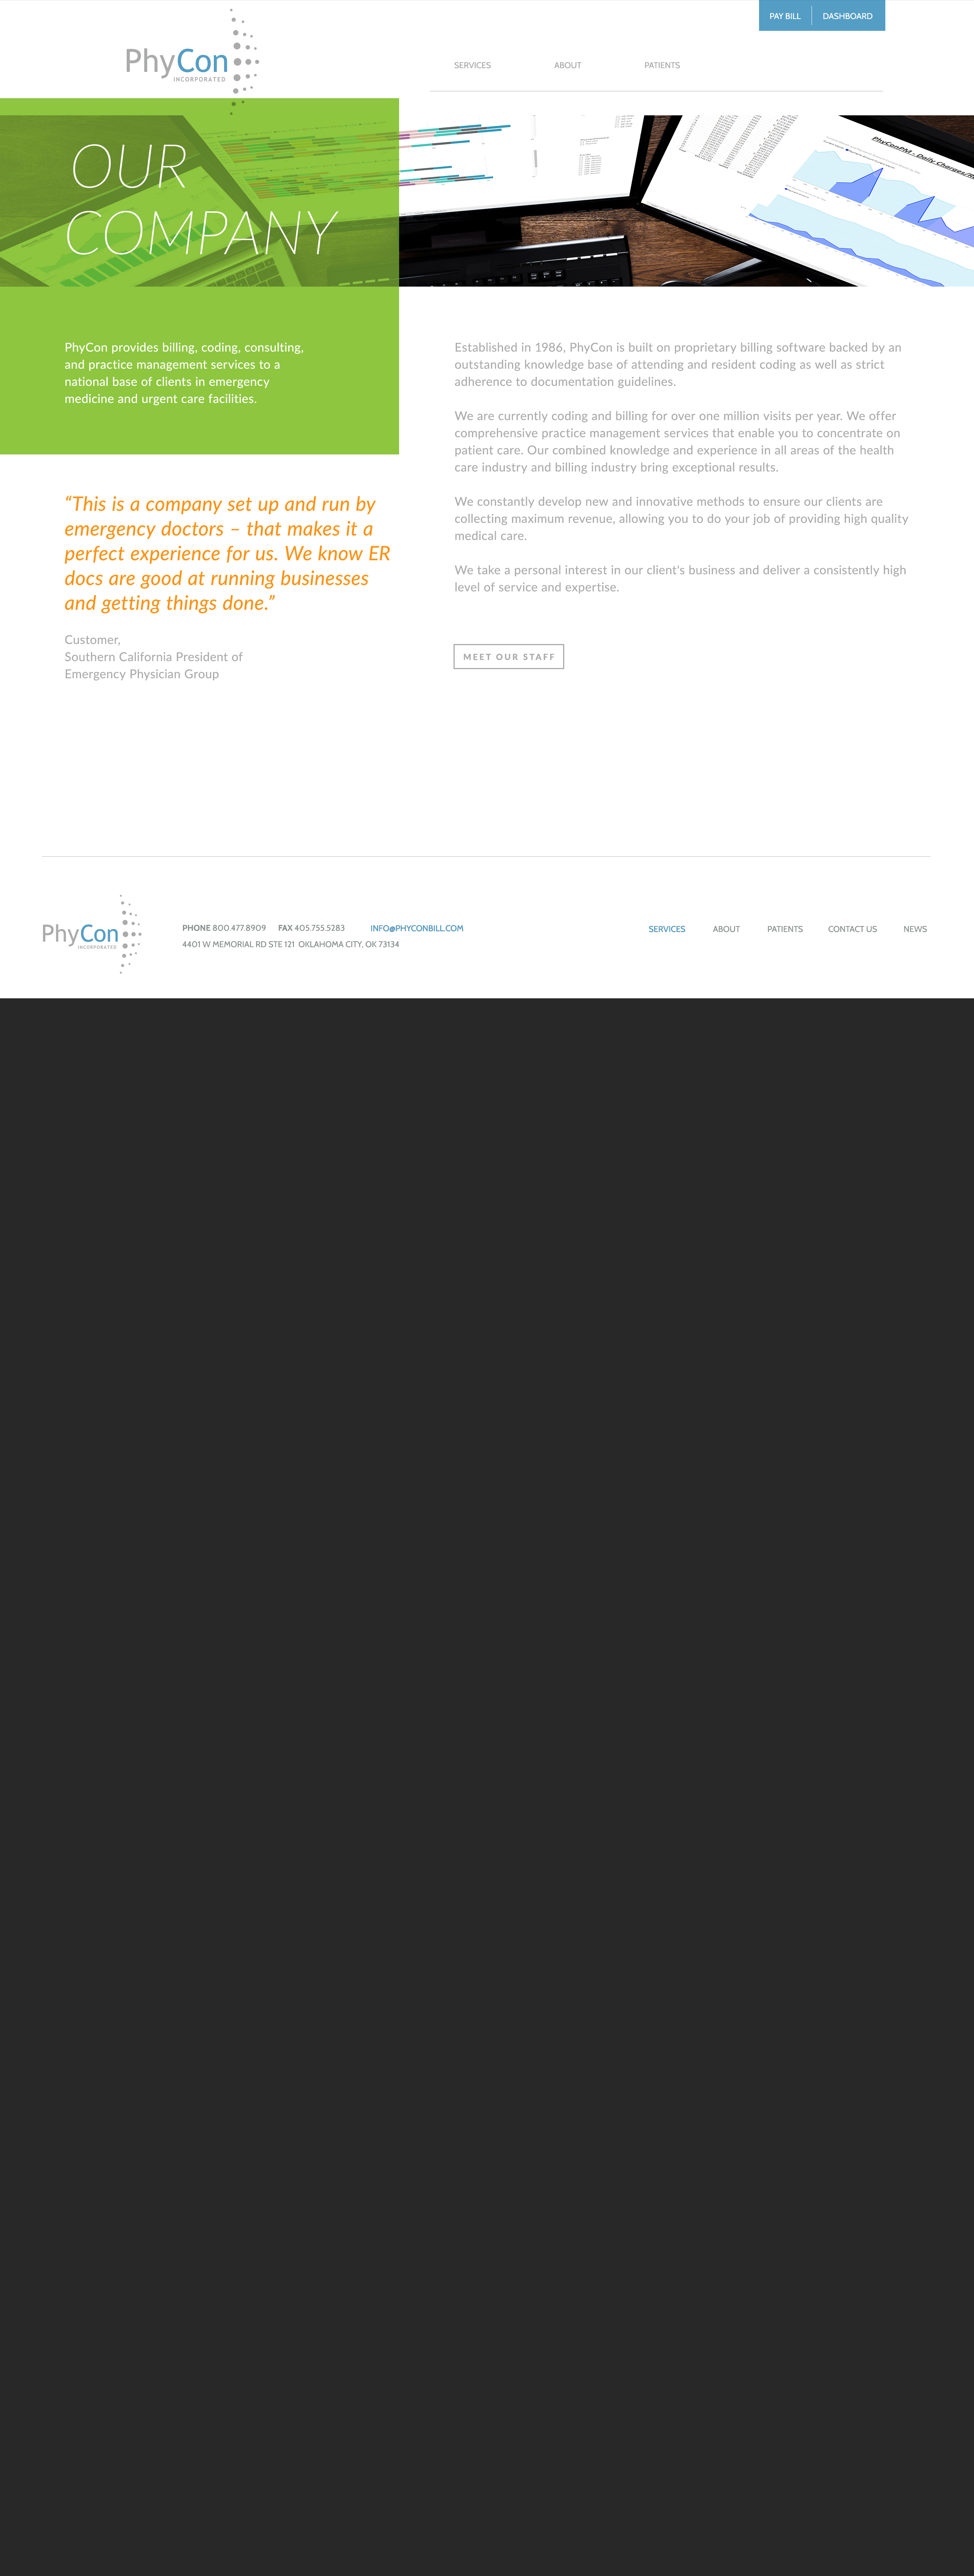 PAY BILL
DASHBOARD
PhyCon
INCORPORATED
SERVICES
ABOUT
PATIENTS
OUR
COMPANY
PhyConPM - Daily Charges/R
PhyCon provides billing, coding, consulting,
and practice management services to a
national base of clients in emergency
medicine and urgent care facilities.
“This is a company set up and run by
emergency doctors – that makes it a
perfect experience for us. We know ER
docs are good at running businesses
and getting things done.”
Customer,
Southern California President of
Emergency Physician Group
Established in 1986, PhyCon is built on proprietary billing software backed by an
outstanding knowledge base of attending and resident coding as well as strict
adherence to documentation guidelines.
We are currently coding and billing for over one million visits per year. We offer
comprehensive practice management services that enable you to concentrate on
patient care. Our combined knowledge and experience in all areas of the health
care industry and billing industry bring exceptional results.
We constantly develop new and innovative methods to ensure our clients are
collecting maximum revenue, allowing you to do your job of providing high quality
medical care.
We take a personal interest in our client's business and deliver a consistently high
level of service and expertise.
MEET OUR STAFF
PhyCon
INCORPORATED
PHONE 800.477.8909 FAX 405.755.5283 INFO@PHYCONBILL.COM
4401 W MEMORIAL RD STE 121 OKLAHOMA CITY, OK 73134
SERVICES
ABOUT
PATIENTS
CONTACT US
NEWS